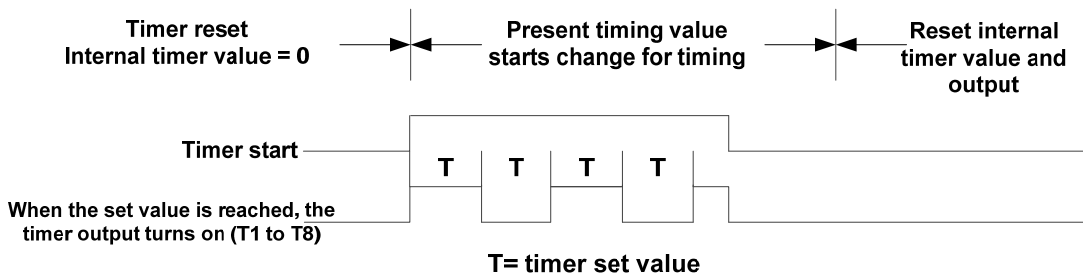 Timer reset
Internal timer value = 0
Present timing value
starts change for timing
Reset internal
timer value and
output
Timer start
T T T T
When the set value is reached, the
timer output turns on (T1 to T8)
T= timer set value